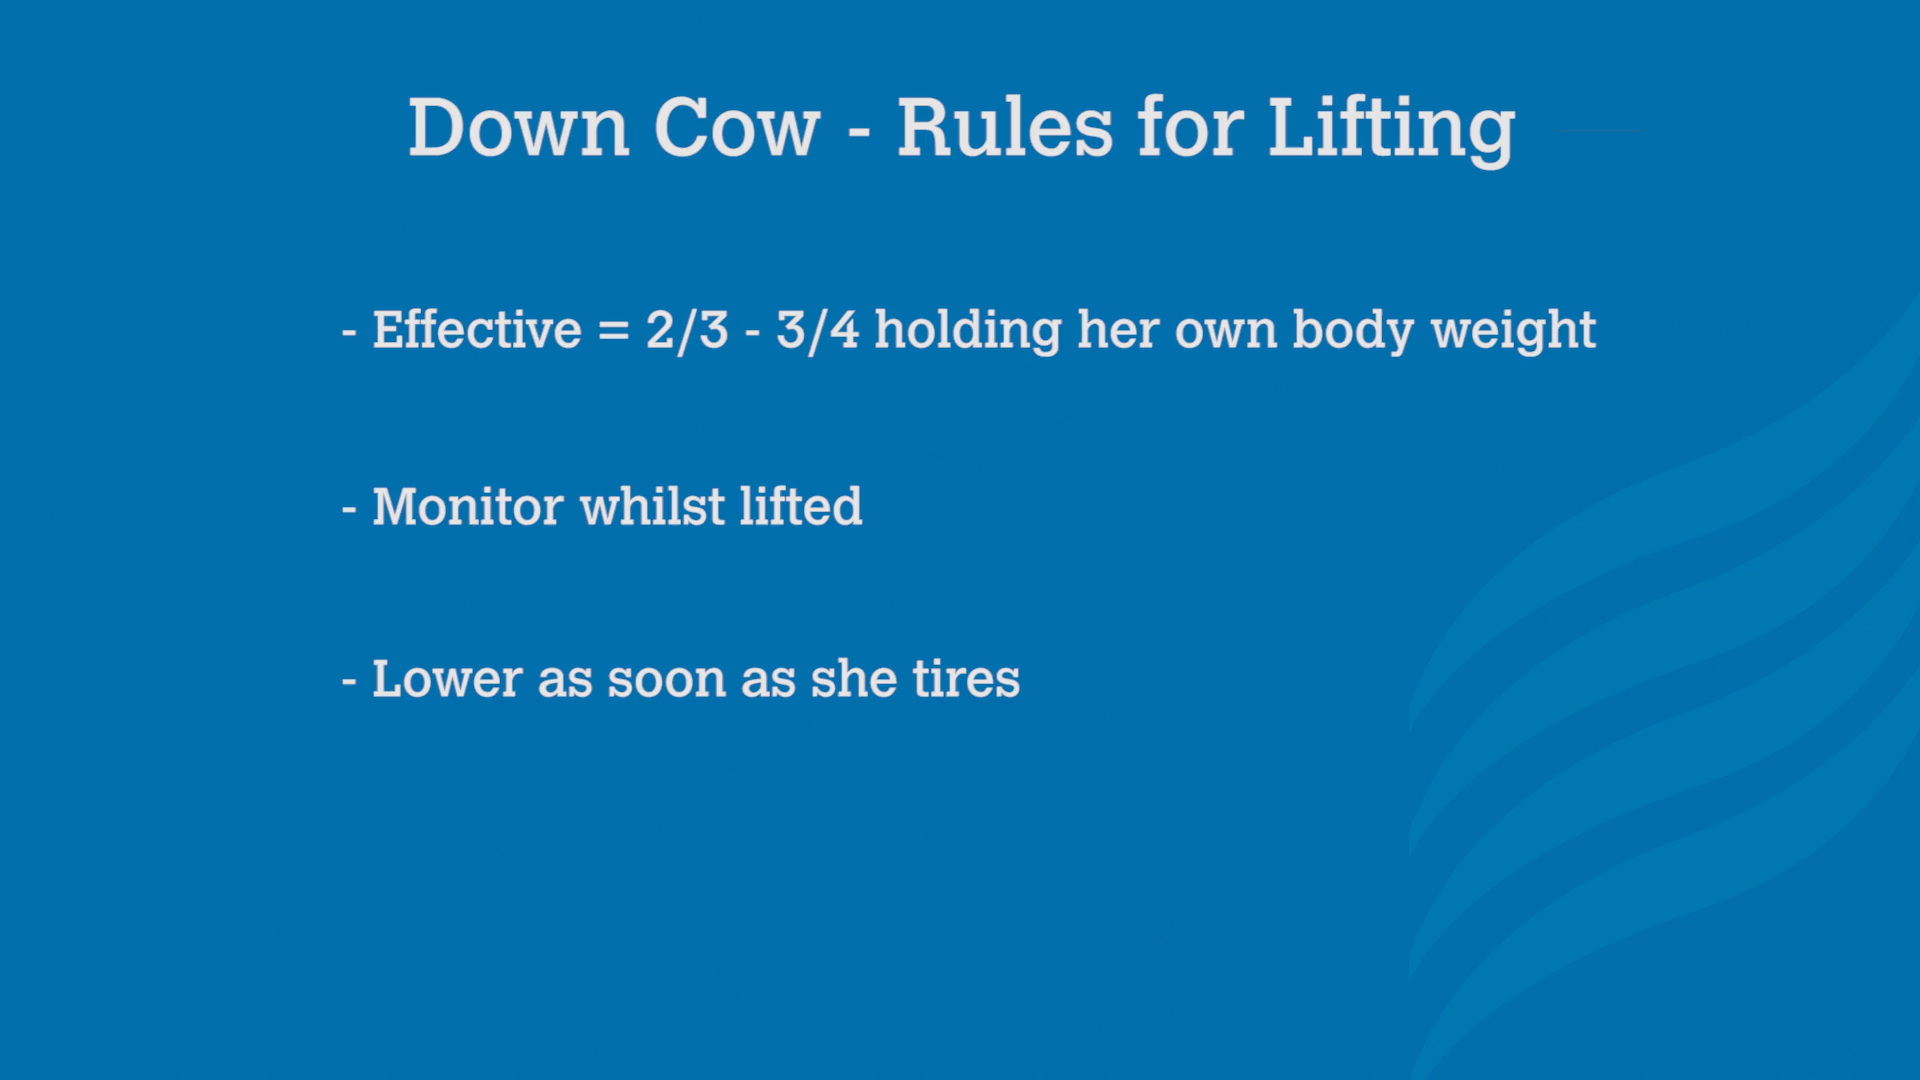 Down Cow - Rules for Lifting
- Effective = 2/3 - 3/4 holding her own body weight
- Monitor whilst lifted
- Lower as soon as she tires